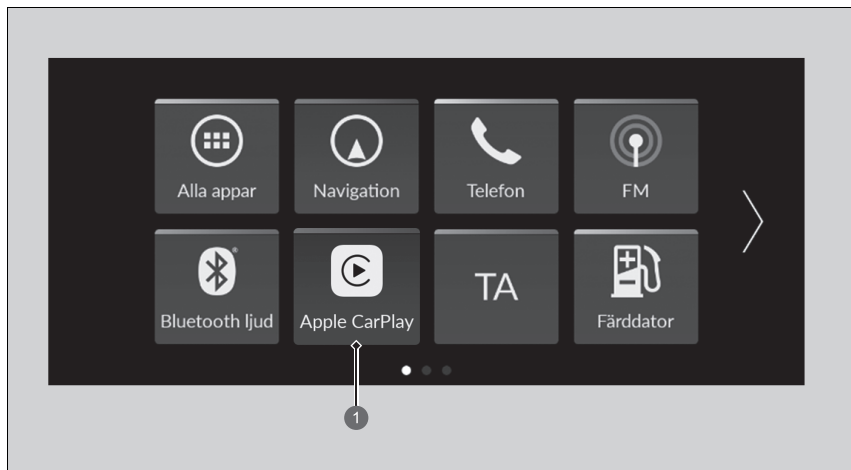 Alla appar
Navigation
Telefon
FM
Bluetooth ljud
Apple CarPlay
TA
Färddator
1